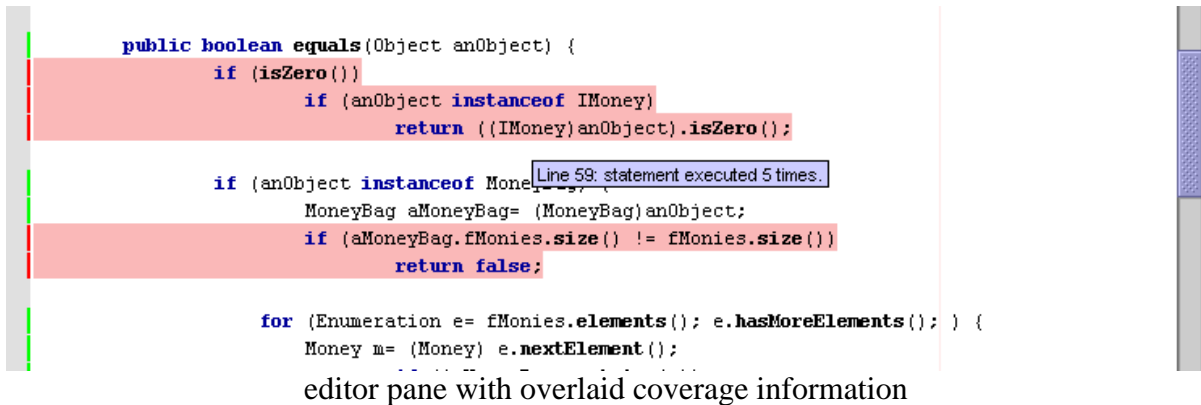 public boolean equals(Object anObject) {
if (isZero())
if (anObject instanceof IMoney)
return ((IMoney)anObject).isZero();
Line 59: statement executed 5 times.
if (anObject instanceof
MoneyBag aMoneyBag= (MoneyBag)anObject;
if (aMoneyBag.fMonies.size() != fMonies.size())
return false;
for (Enumeration e= fMonies.elements(); e.hasMoreElements(); ) {
Money m= (Money) e.nextElement();
editor pane with overlaid coverage information